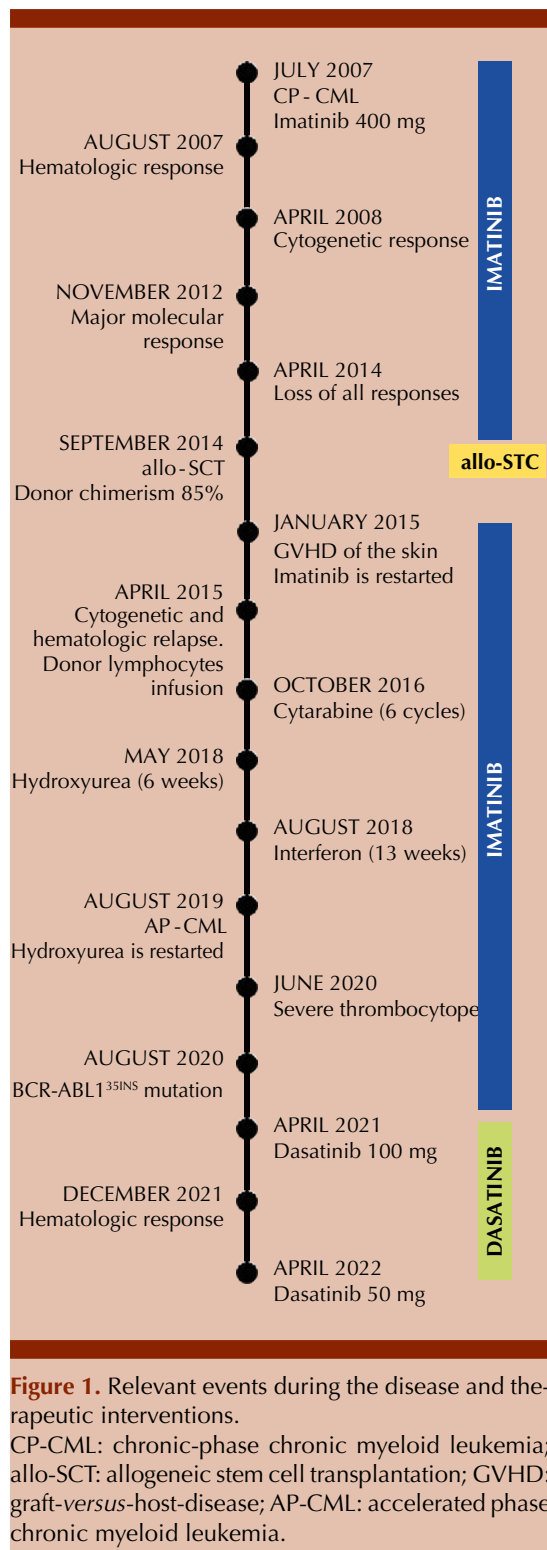 JULY 2007
CP - CML
Imatinib 400 mg
AUGUST 2007
Hematologic response
APRIL 2008
Cytogenetic response
IMATINIB
NOVEMBER 2012
Major molecular
response
APRIL 2014
Loss of all responses
SEPTEMBER 2014
allo-SCT
Donor chimerism 85%
allo-STC
JANUARY 2015
GVHD of the skin
Imatinib is restarted
APRIL 2015
Cytogenetic and
hematologic relapse.
Donor lymphocytes
infusion
OCTOBER 2016
Cytarabine (6 cycles)
MAY 2018
Hydroxyurea (6 weeks)
IMATINIB
AUGUST 2018
Interferon (13 weeks)
AUGUST 2019
AP-CML
Hydroxyurea is restarted
JUNE 2020
Severe thrombocytope
AUGUST 2020
BCR-ABL1³⁵ᴵᴺˢ mutation
APRIL 2021
Dasatinib 100 mg
DASATINIB
DECEMBER 2021
Hematologic response
APRIL 2022
Dasatinib 50 mg
Figure 1. Relevant events during the disease and the-
rapeutic interventions.
CP-CML: chronic-phase chronic myeloid leukemia;
allo-SCT: allogeneic stem cell transplantation; GVHD:
graft-versus-host-disease; AP-CML: accelerated phase
chronic myeloid leukemia.